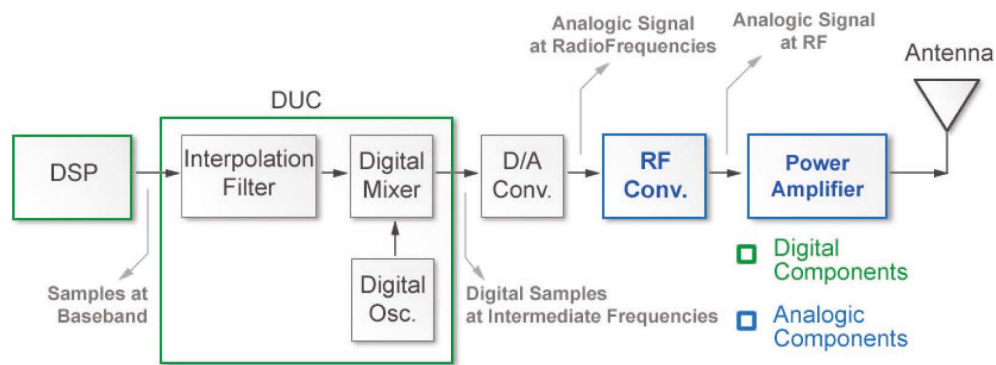 Analogic Signal
at RadioFrequencies
Analogic Signal
at RF
Antenna
DUC
DSP
Interpolation
Filter
Digital
Mixer
D/A
Conv.
RF
Conv.
Power
Amplifier
Samples at
Baseband
Digital
Osc.
Digital Samples
at Intermediate Frequencies
Digital
Components
Analogic
Components